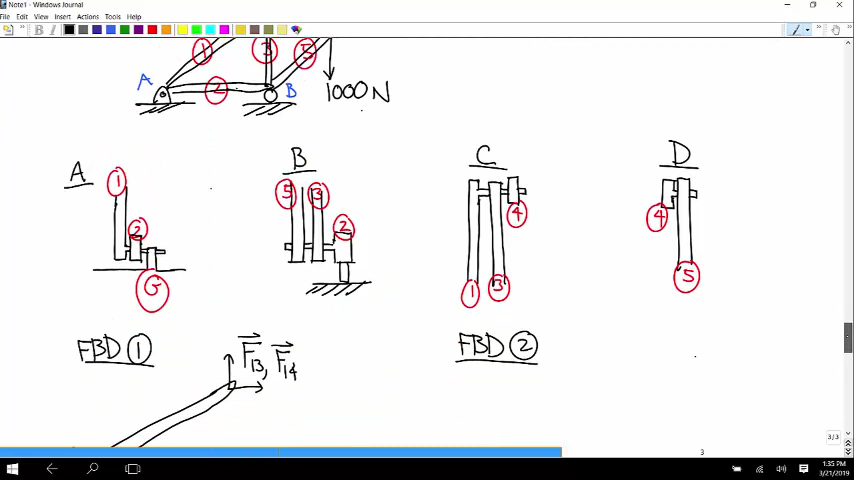 Note1 - Windows Journal
File Edit View Insert Actions Tools Help
B
1 3 5
A 2 B 1000 N
A B C D
1 5 3 4 4
2 2
G 1 3 5
FBD 1 F13, F14 FBD 2
3/3
3
1:35 PM
3/21/2019